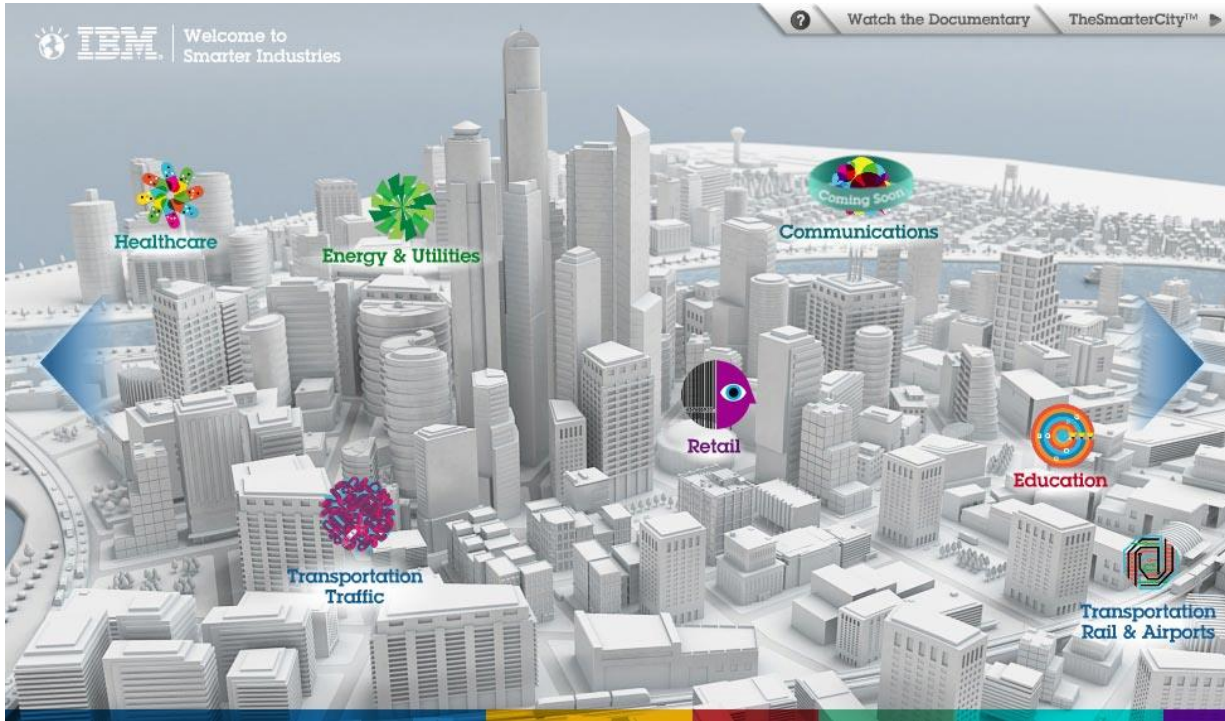 ? Watch the Documentary TheSmarterCity™
IBM®
Welcome to
Smarter Industries
Coming Soon
Communications
Healthcare
Energy & Utilities
Retail
Education
Transportation
Traffic
Transportation
Rail & Airports